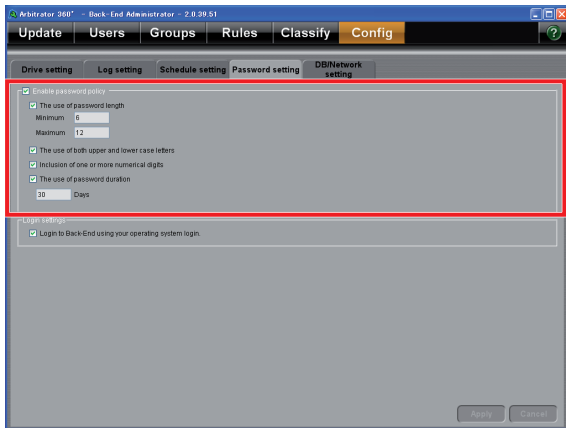 Arbitrator 360° - Back-End Administrator - 2.0.39.51
Update Users Groups Rules Classify Config ?
Drive setting Log setting Schedule setting Password setting DB/Network setting
Enable password policy
The use of password length
Minimum 6
Maximum 12
The use of both upper and lower case letters
Inclusion of one or more numerical digits
The use of password duration
30 Days
Login settings
Login to Back-End using your operating system login.
Apply Cancel